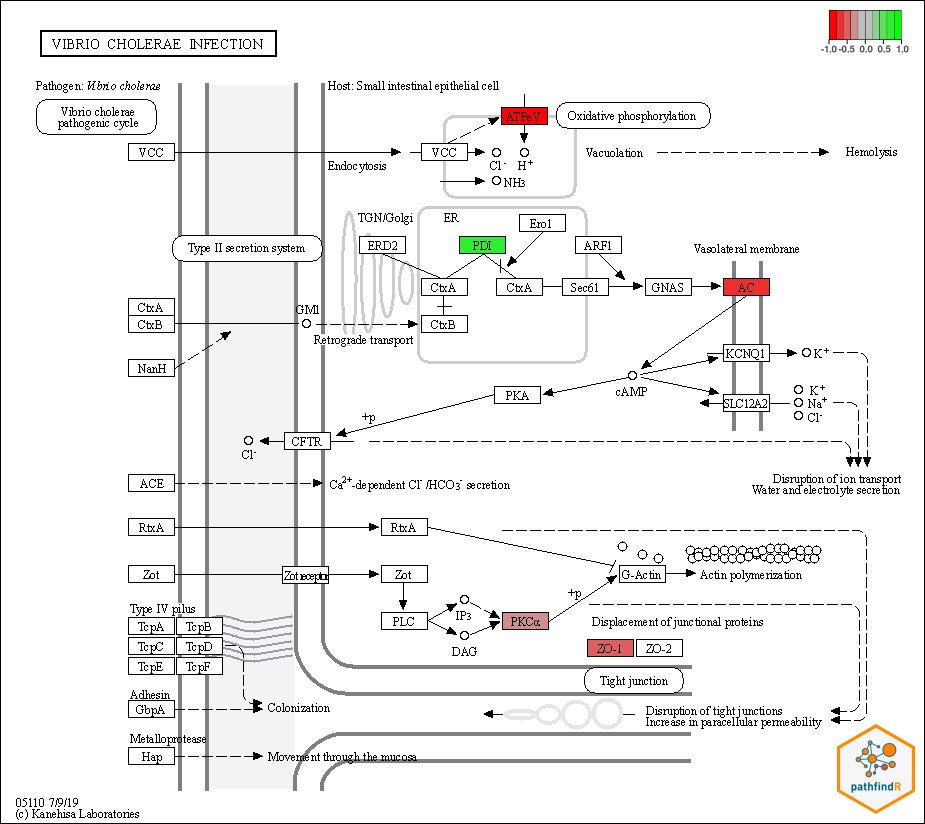 VIBRIO CHOLERAE INFECTION
-1.0 -0.5 0.0 0.5 1.0
Pathogen: Vibrio cholerae
Host: Small intestinal epithelial cell
Vibrio cholerae
pathogenic cycle
ATPeV
Oxidative phosphorylation
VCC
Endocytosis
VCC
Cl-
H+
NH3
Vacuolation
Hemolysis
TGN/Golgi
ER
Ero1
Type II secretion system
ERD2
PDI
ARF1
Vasolateral membrane
CtxA
CtxA
Sec61
GNAS
AC
CtxA
CtxB
GM1
CtxB
Retrograde transport
NanH
KCNQ1
K+
cAMP
PKA
SLC12A2
K+
Na+
Cl-
+p
CFTR
Cl-
ACE
Ca2+-dependent Cl-/HCO3- secretion
Disruption of ion transport
Water and electrolyte secretion
RtxA
RtxA
Zot
Zot receptor
Zot
G-Actin
Actin polymerization
+p
PLC
IP3
DAG
PKCα
Type IV pilus
TcpA
TcpB
TcpC
TcpD
TcpE
TcpF
Displacement of junctional proteins
ZO-1
ZO-2
Tight junction
Adhesin
GbpA
Colonization
Disruption of tight junctions
Increase in paracellular permeability
Metalloprotease
Hap
Movement through the mucosa
pathfindR
05110 7/9/19
(c) Kanehisa Laboratories